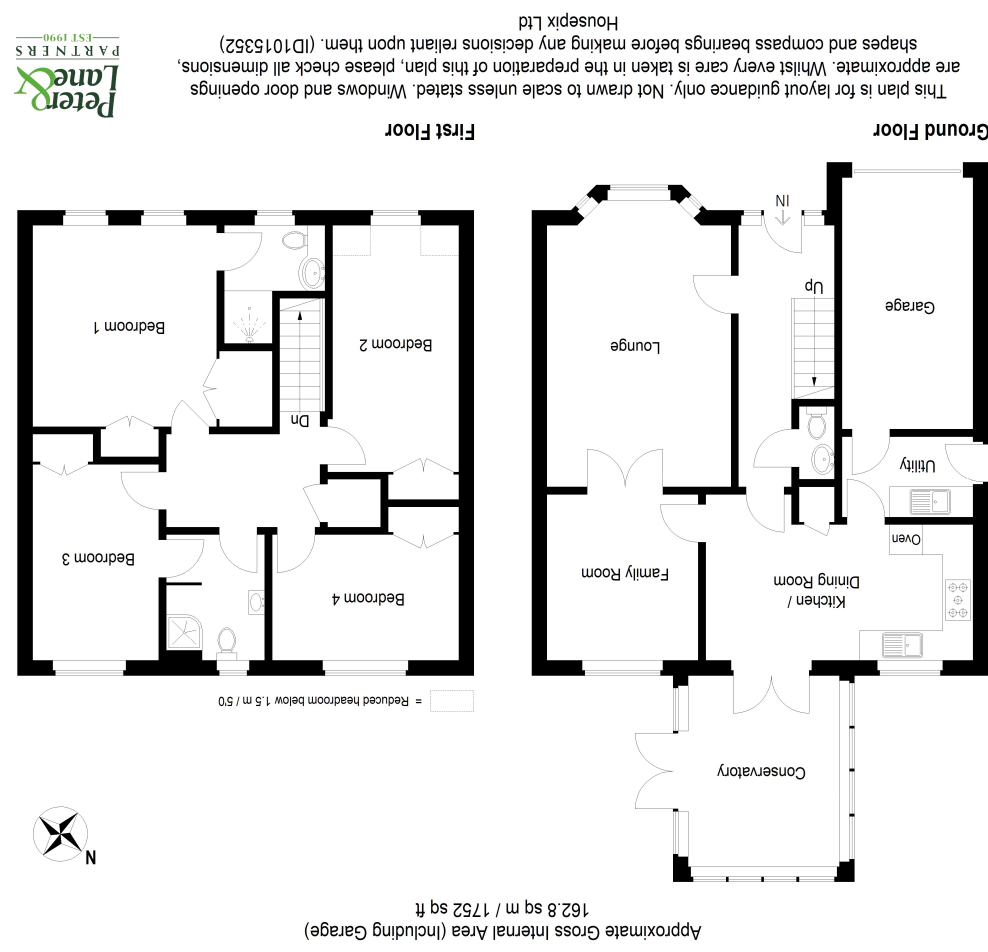 Approximate Gross Internal Area (Including Garage)
162.8 sq m / 1752 sq ft
N
Conservatory
= Reduced headroom below 1.5 m / 5'0
Kitchen /
Dining Room
Family Room
Oven
Utility
Lounge
Garage
Up
IN
Bedroom 4
Bedroom 3
Dn
Bedroom 2
Bedroom 1
Ground Floor
First Floor
This plan is for layout guidance only. Not drawn to scale unless stated. Windows and door openings
are approximate. Whilst every care is taken in the preparation of this plan, please check all dimensions,
shapes and compass bearings before making any decisions reliant upon them. (ID1015352)
Housepix Ltd
Peter &
Lane
PARTNERS
EST 1990